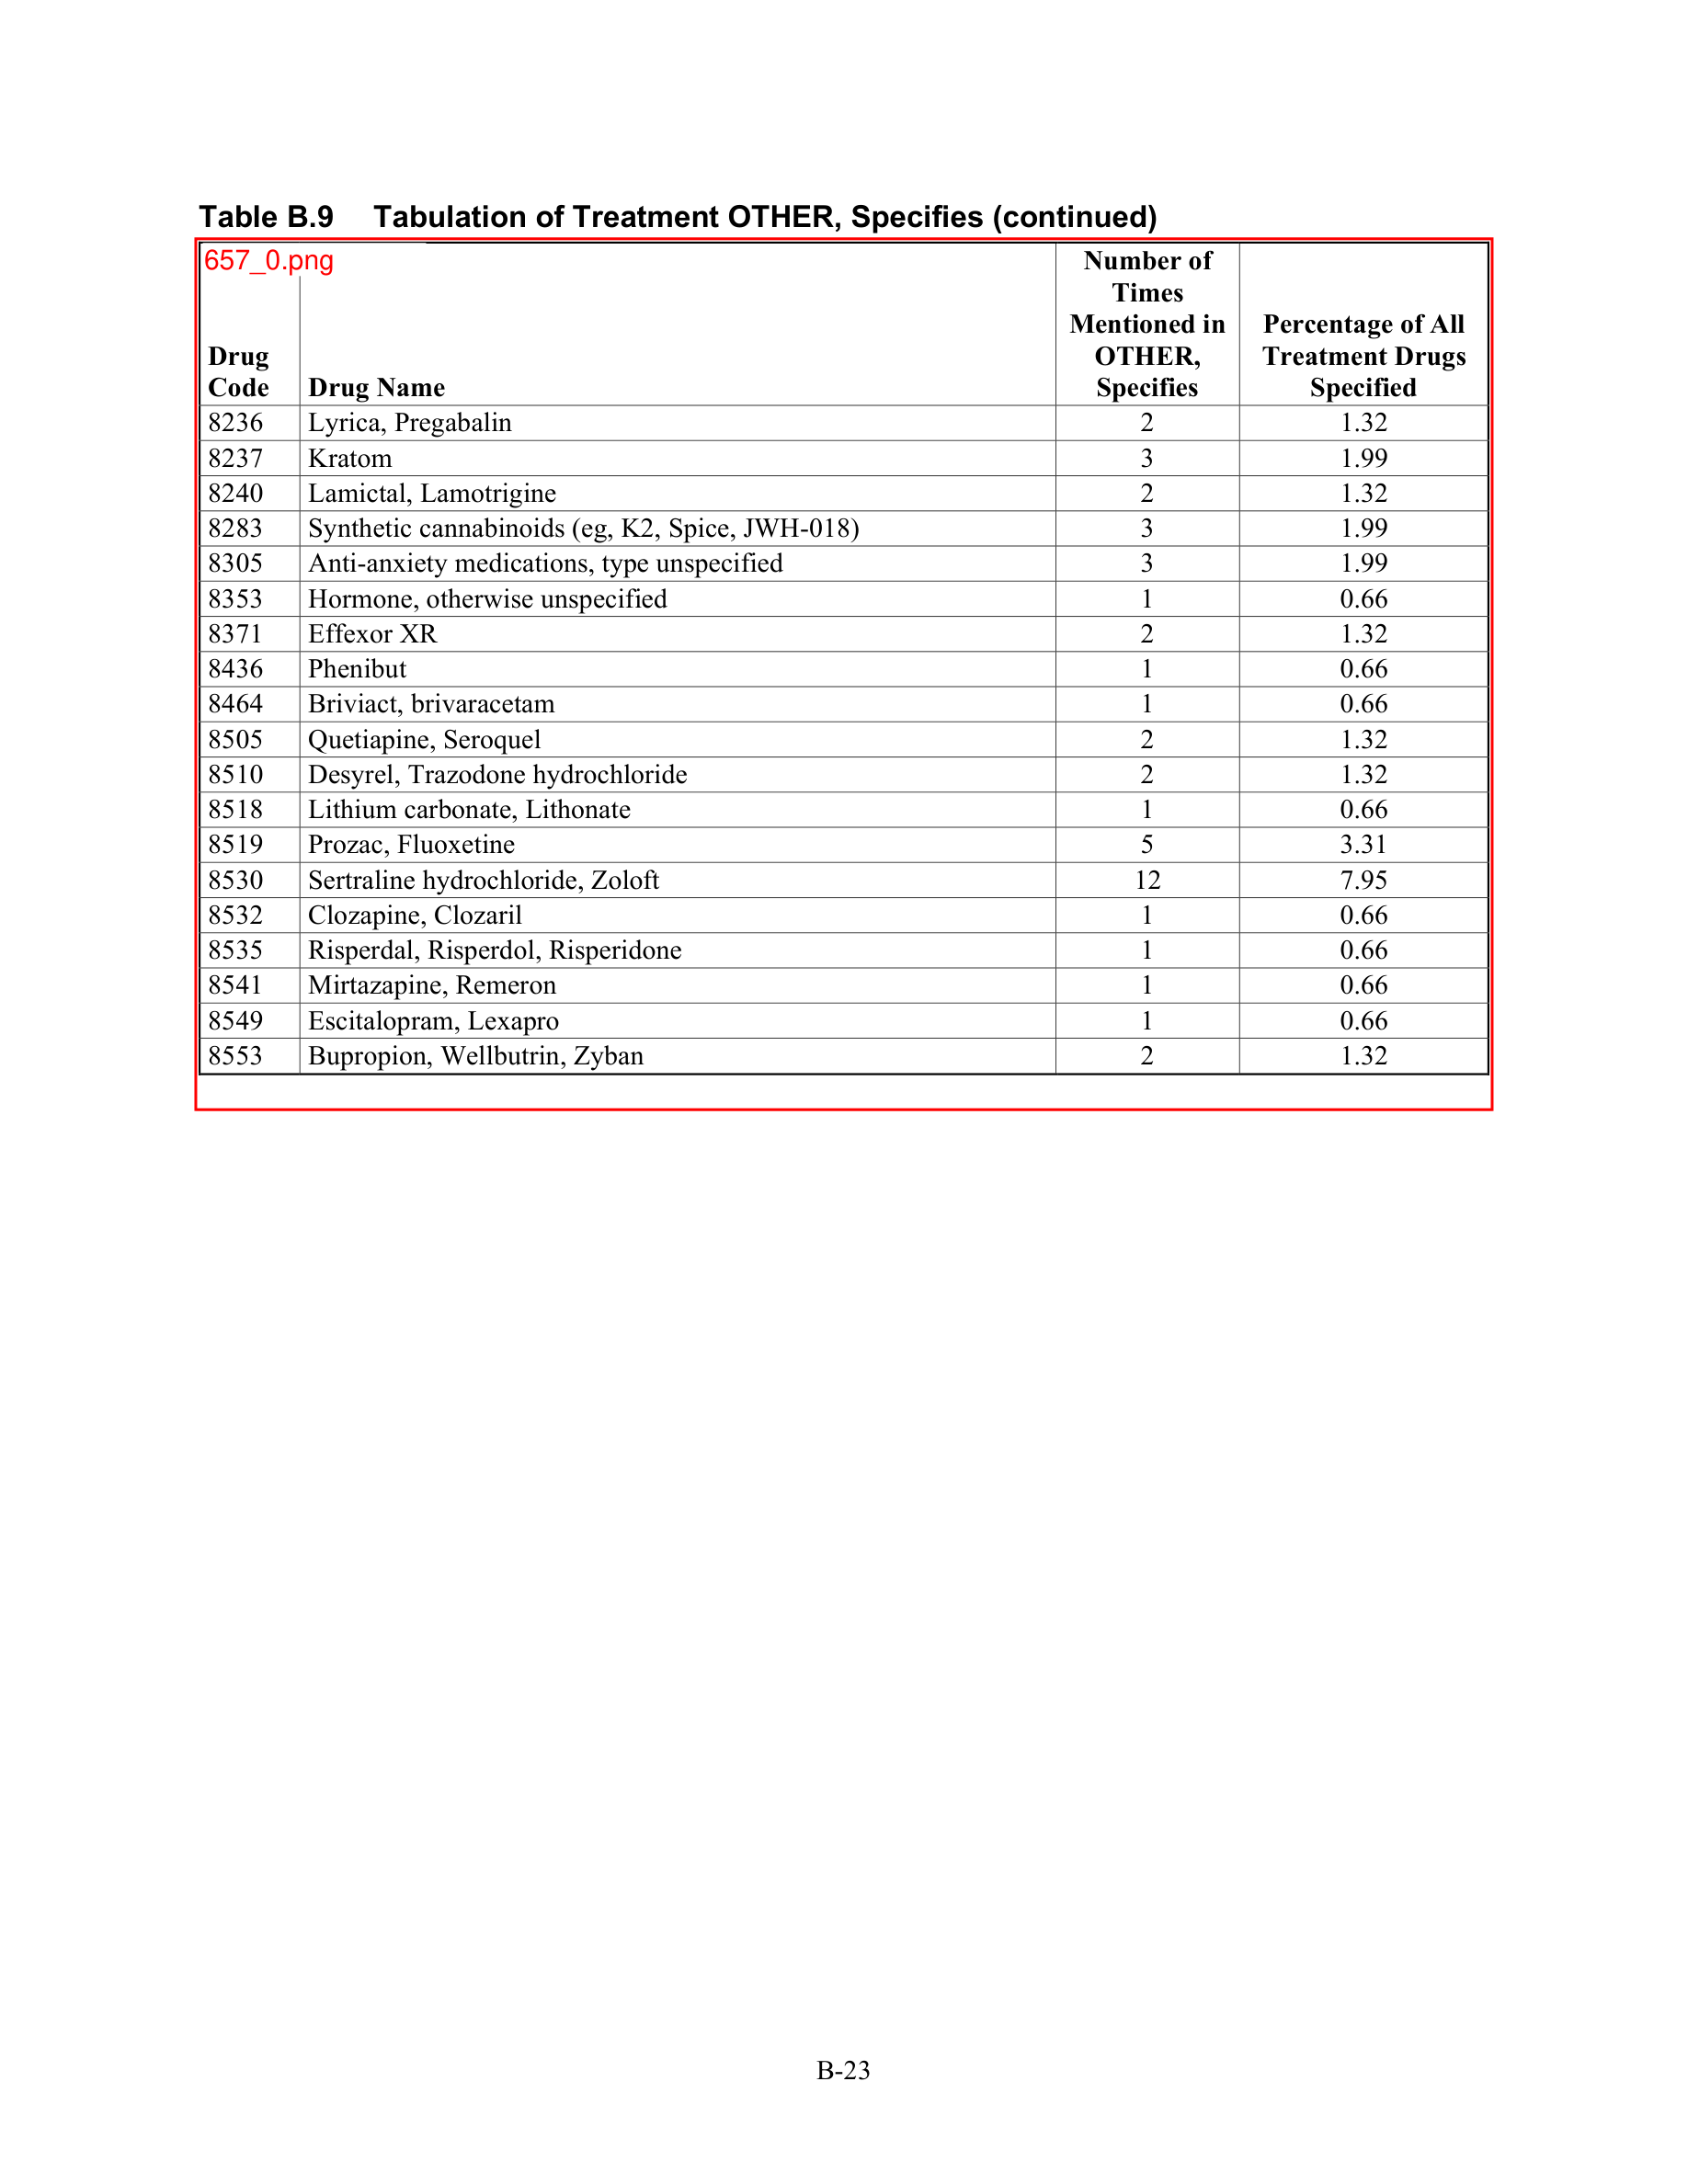 Table B.9 Tabulation of Treatment OTHER, Specifies (continued)
657_0.png
Drug Code Drug Name Number of Times Mentioned in OTHER, Specifies Percentage of All Treatment Drugs Specified
8236 Lyrica, Pregabalin 2 1.32
8237 Kratom 3 1.99
8240 Lamictal, Lamotrigine 2 1.32
8283 Synthetic cannabinoids (eg, K2, Spice, JWH-018) 3 1.99
8305 Anti-anxiety medications, type unspecified 3 1.99
8353 Hormone, otherwise unspecified 1 0.66
8371 Effexor XR 2 1.32
8436 Phenibut 1 0.66
8464 Briviact, brivaracetam 1 0.66
8505 Quetiapine, Seroquel 2 1.32
8510 Desyrel, Trazodone hydrochloride 2 1.32
8518 Lithium carbonate, Lithonate 1 0.66
8519 Prozac, Fluoxetine 5 3.31
8530 Sertraline hydrochloride, Zoloft 12 7.95
8532 Clozapine, Clozaril 1 0.66
8535 Risperdal, Risperdol, Risperidone 1 0.66
8541 Mirtazapine, Remeron 1 0.66
8549 Escitalopram, Lexapro 1 0.66
8553 Bupropion, Wellbutrin, Zyban 2 1.32
B-23